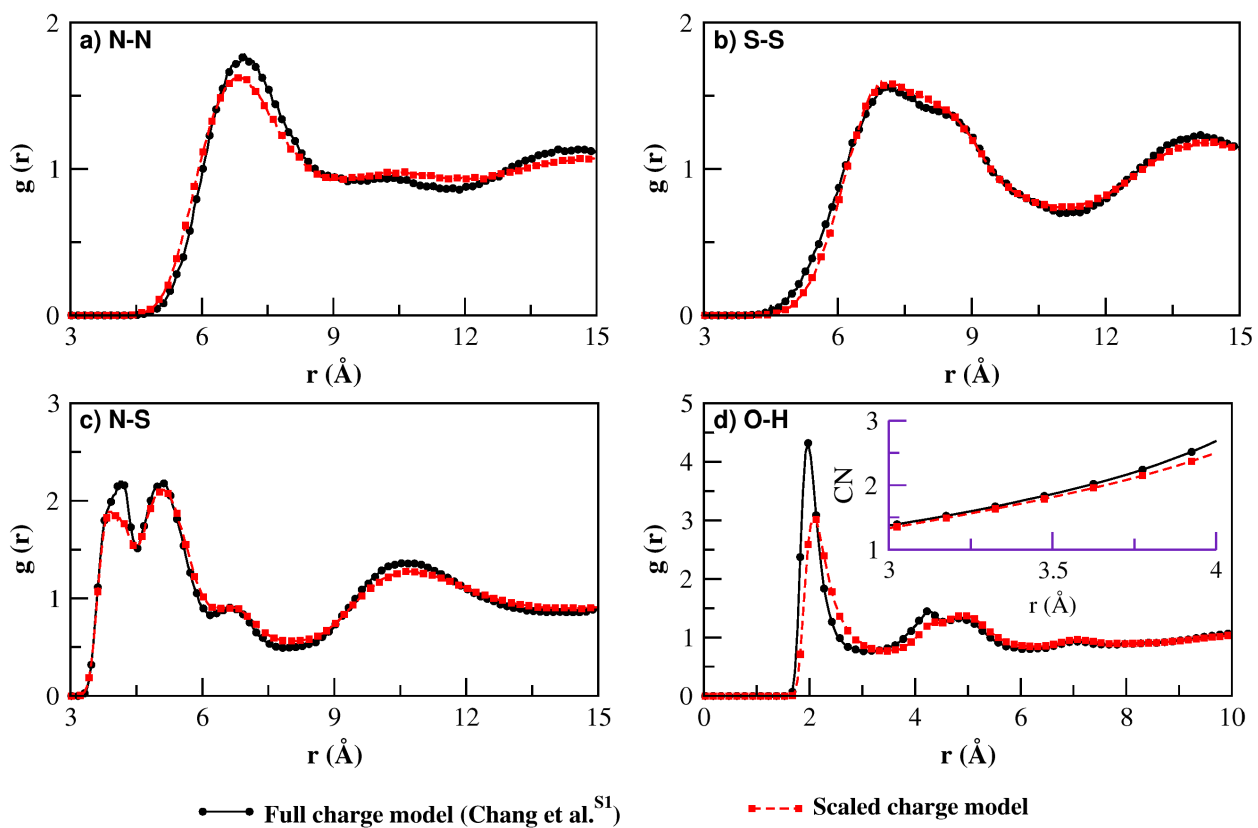 a) N-N
2
1
0
g (r)
3 6 9 12 15
r (Å)
b) S-S
2
1
0
g (r)
3 6 9 12 15
r (Å)
c) N-S
3
2
1
0
g (r)
3 6 9 12 15
r (Å)
d) O-H
5
4
3
2
1
0
g (r)
0 2 4 6 8 10
r (Å)
3
2
1
CN
3 3.5 4
r (Å)
Full charge model (Chang et al.S1)
Scaled charge model